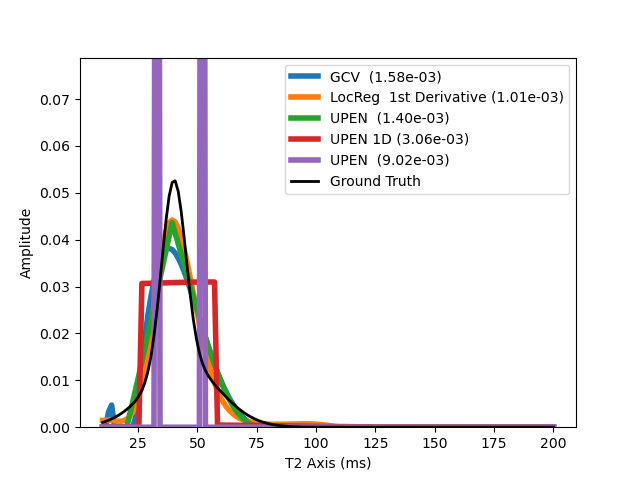 GCV  (1.58e-03)
LocReg  1st Derivative (1.01e-03)
UPEN  (1.40e-03)
UPEN 1D (3.06e-03)
UPEN  (9.02e-03)
Ground Truth
0.07
0.06
0.05
0.04
0.03
0.02
0.01
0.00
Amplitude
25 50 75 100 125 150 175 200
T2 Axis (ms)